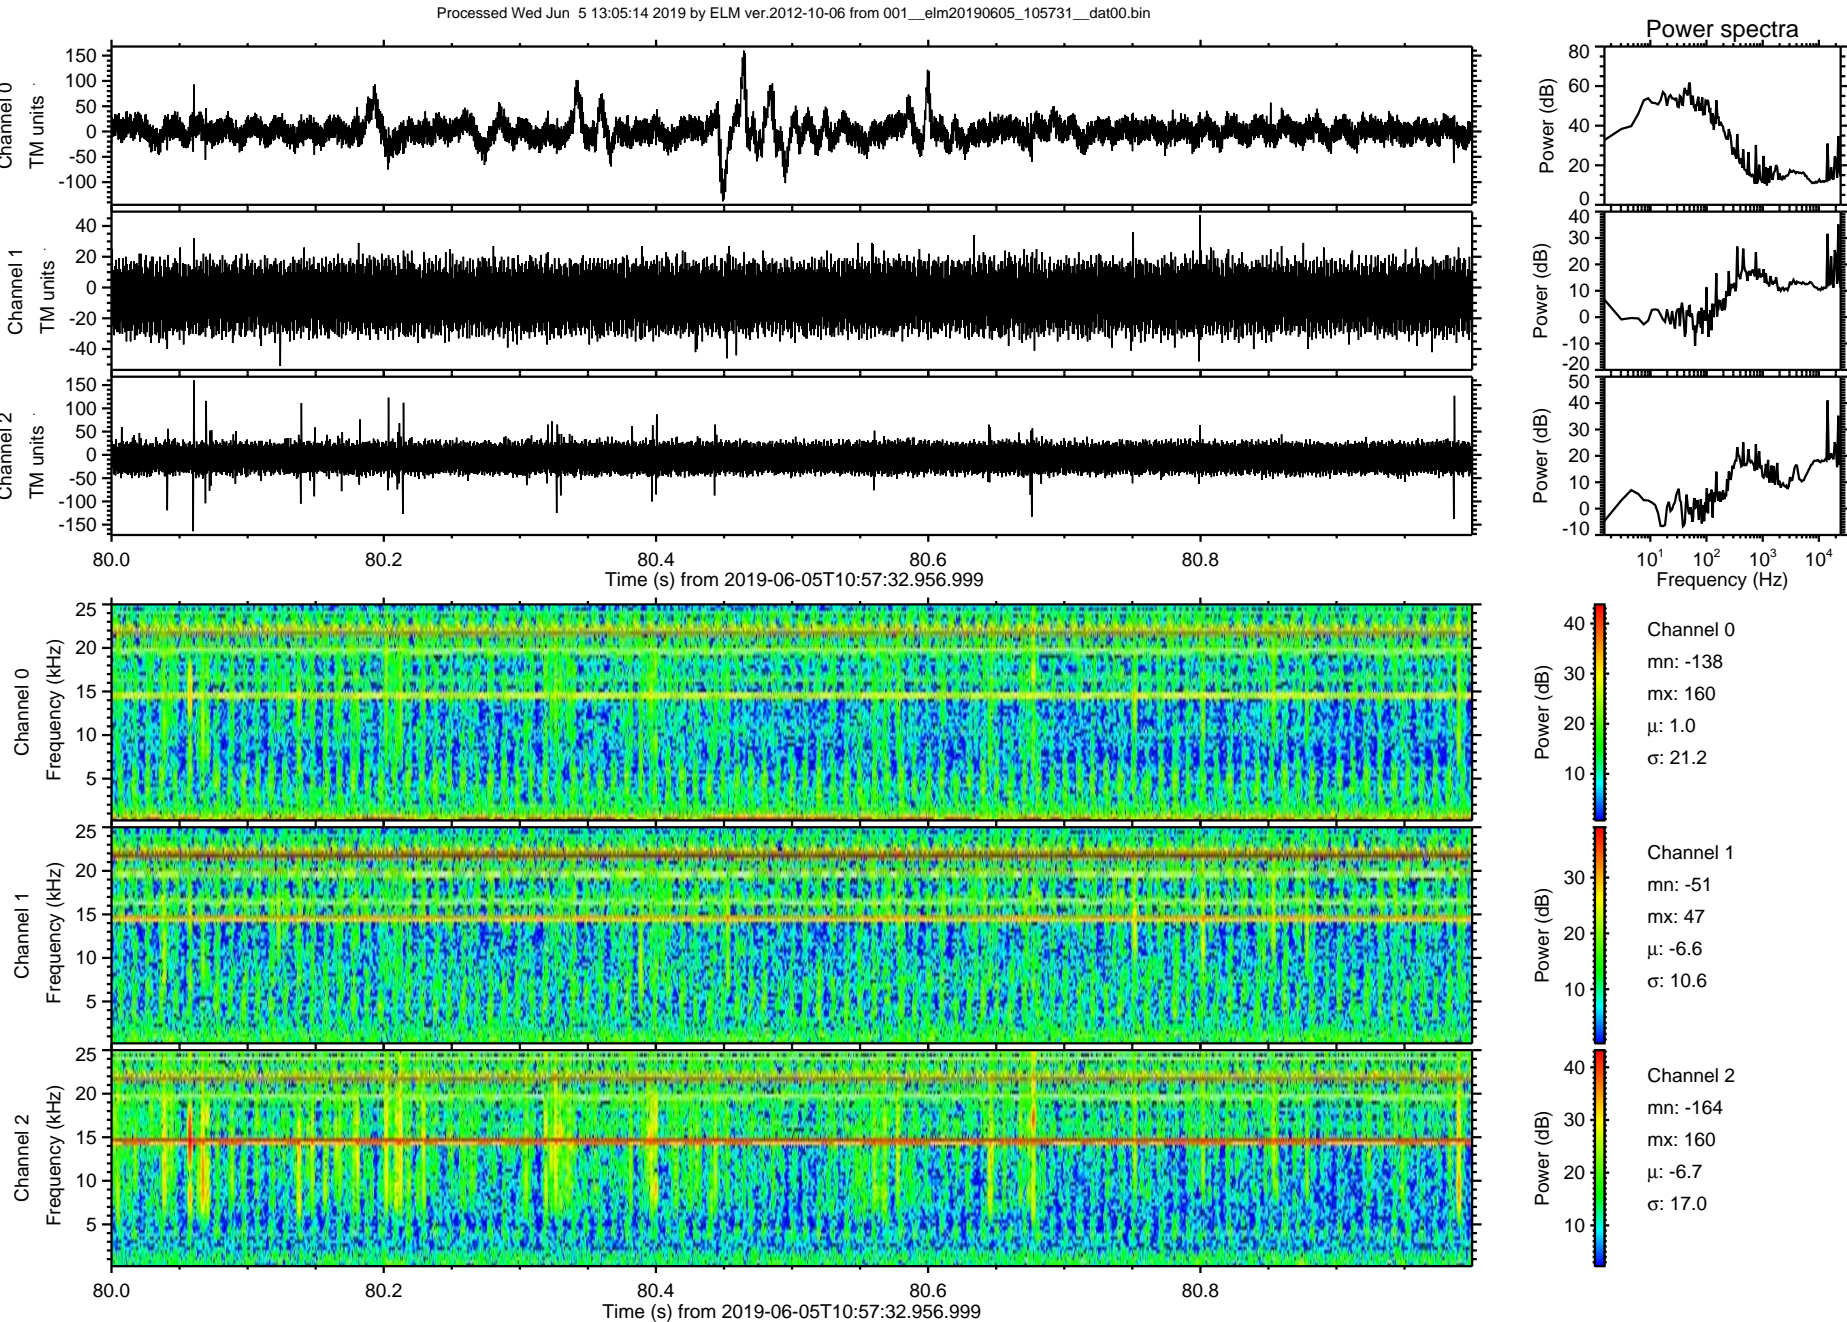 Processed Wed Jun  5 13:05:14 2019 by ELM ver.2012-10-06 from 001__elm20190605_105731__dat00.bin
Power spectra
Channel 0
TM units
150
100
50
0
-50
-100
Power (dB)
80
60
40
20
0
Channel 1
TM units
40
20
0
-20
-40
Power (dB)
40
30
20
10
0
-10
-20
Channel 2
TM units
150
100
50
0
-50
-100
-150
Power (dB)
50
40
30
20
10
0
-10
80.0 80.2 80.4 80.6 80.8
Time (s) from 2019-06-05T10:57:32.956.999
10^1 10^2 10^3 10^4
Frequency (Hz)
Channel 0
Frequency (kHz)
25
20
15
10
5
Power (dB)
40
30
20
10
Channel 0
mn: -138
mx: 160
μ: 1.0
σ: 21.2
Channel 1
Frequency (kHz)
25
20
15
10
5
Power (dB)
30
20
10
Channel 1
mn: -51
mx: 47
μ: -6.6
σ: 10.6
Channel 2
Frequency (kHz)
25
20
15
10
5
Power (dB)
40
30
20
10
Channel 2
mn: -164
mx: 160
μ: -6.7
σ: 17.0
80.0 80.2 80.4 80.6 80.8
Time (s) from 2019-06-05T10:57:32.956.999